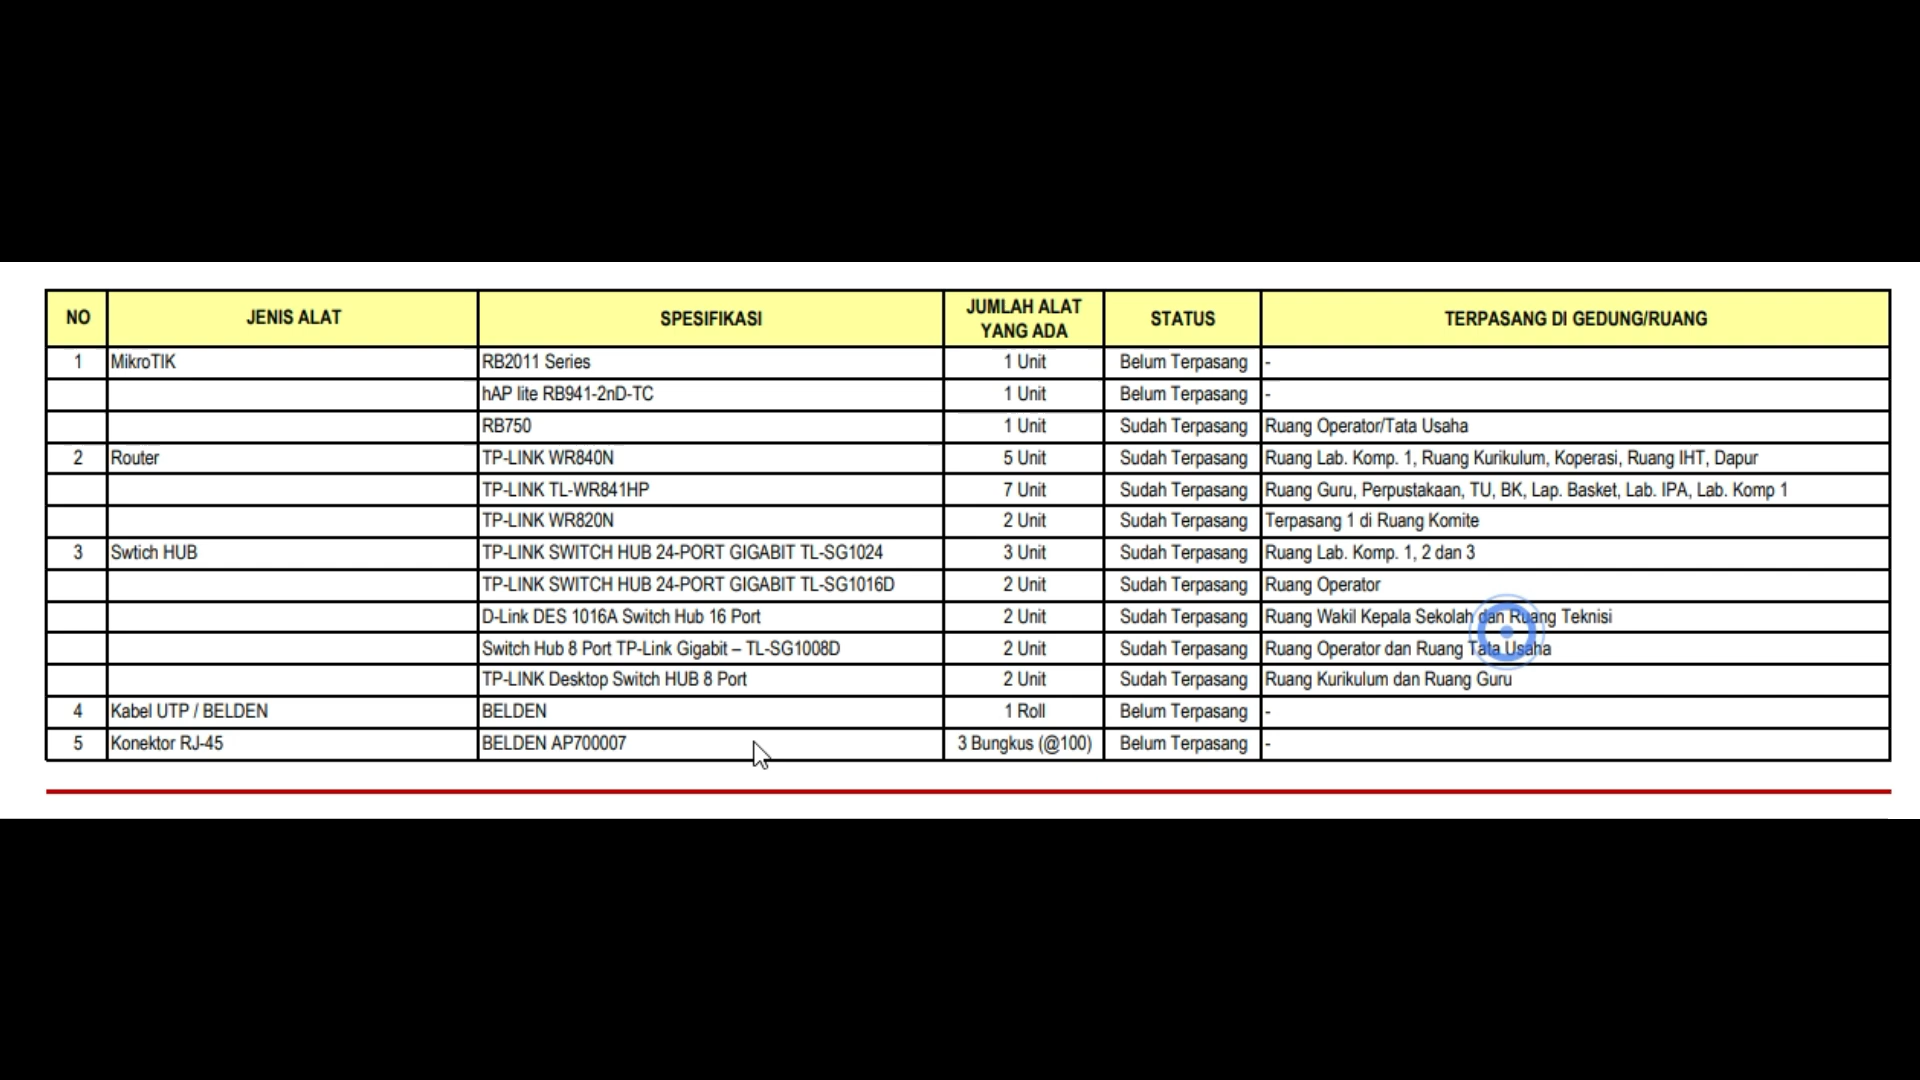 NO JENIS ALAT SPESIFIKASI JUMLAH ALAT YANG ADA STATUS TERPASANG DI GEDUNG/RUANG
1 MikroTIK RB2011 Series 1 Unit Belum Terpasang -
hAP lite RB941-2nD-TC 1 Unit Belum Terpasang -
RB750 1 Unit Sudah Terpasang Ruang Operator/Tata Usaha
2 Router TP-LINK WR840N 5 Unit Sudah Terpasang Ruang Lab. Komp. 1, Ruang Kurikulum, Koperasi, Ruang IHT, Dapur
TP-LINK TL-WR841HP 7 Unit Sudah Terpasang Ruang Guru, Perpustakaan, TU, BK, Lap. Basket, Lab. IPA, Lab. Komp 1
TP-LINK WR820N 2 Unit Sudah Terpasang Terpasang 1 di Ruang Komite
3 Swtich HUB TP-LINK SWITCH HUB 24-PORT GIGABIT TL-SG1024 3 Unit Sudah Terpasang Ruang Lab. Komp. 1, 2 dan 3
TP-LINK SWITCH HUB 24-PORT GIGABIT TL-SG1016D 2 Unit Sudah Terpasang Ruang Operator
D-Link DES 1016A Switch Hub 16 Port 2 Unit Sudah Terpasang Ruang Wakil Kepala Sekolah dan Ruang Teknisi
Switch Hub 8 Port TP-Link Gigabit – TL-SG1008D 2 Unit Sudah Terpasang Ruang Operator dan Ruang Tata Usaha
TP-LINK Desktop Switch HUB 8 Port 2 Unit Sudah Terpasang Ruang Kurikulum dan Ruang Guru
4 Kabel UTP / BELDEN BELDEN 1 Roll Belum Terpasang -
5 Konektor RJ-45 BELDEN AP700007 3 Bungkus (@100) Belum Terpasang -